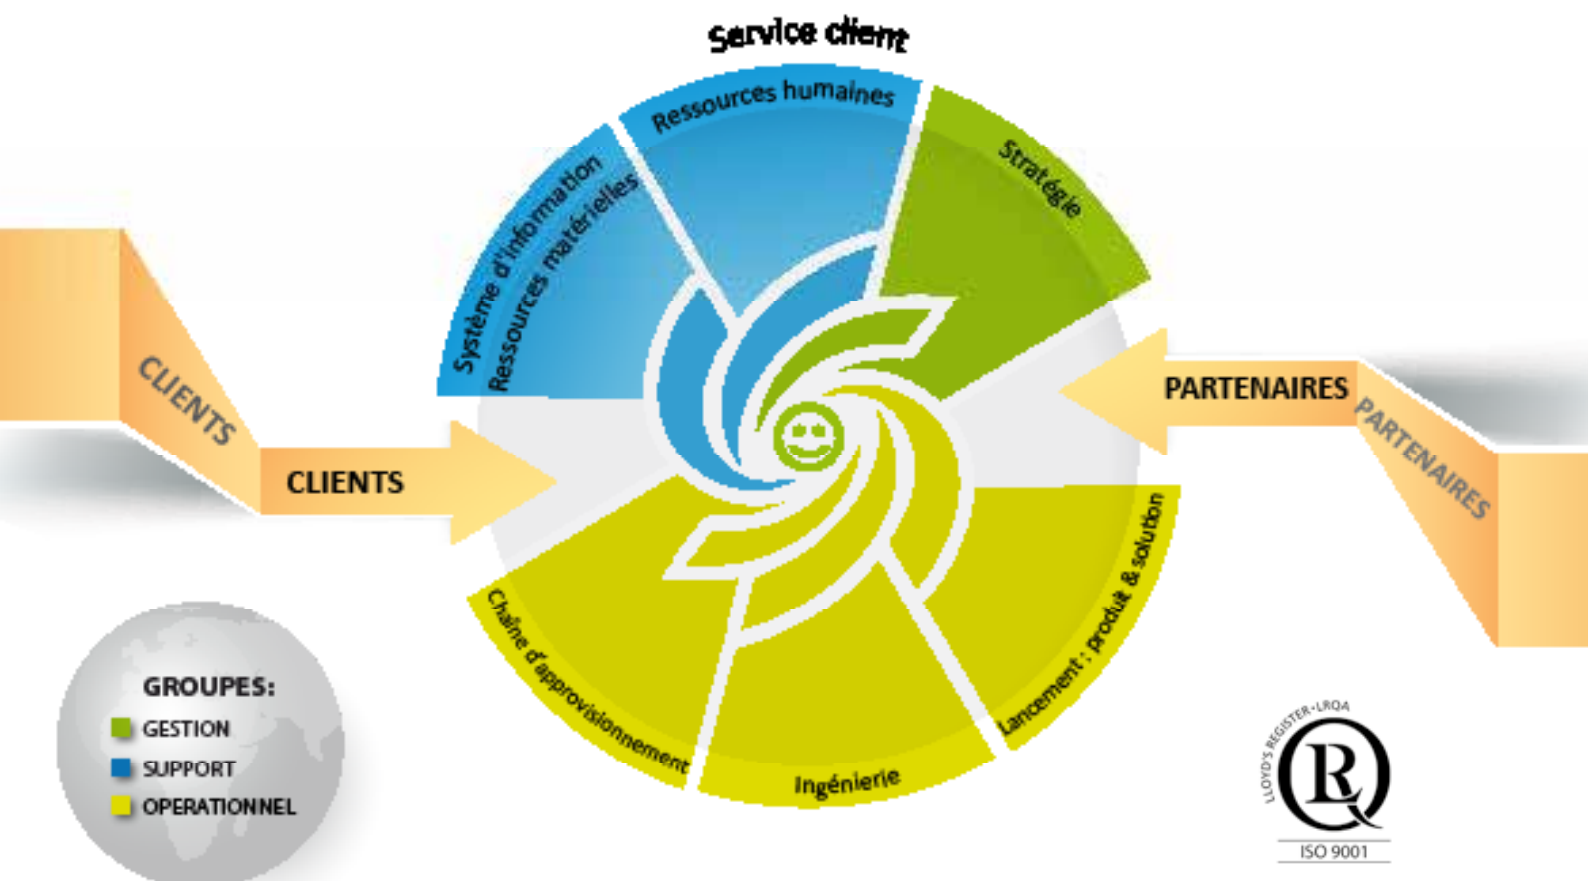 Service client
Ressources humaines
Stratégie
Système d'information
Ressources matérielles
CLIENTS
CLIENTS
PARTENAIRES
PARTENAIRES
Chaîne d'approvisionnement
Ingénierie
Lancement : produit & solution
GROUPES:
GESTION
SUPPORT
OPERATIONNEL
LLOYD'S REGISTER·LRQA
LRQ
ISO 9001